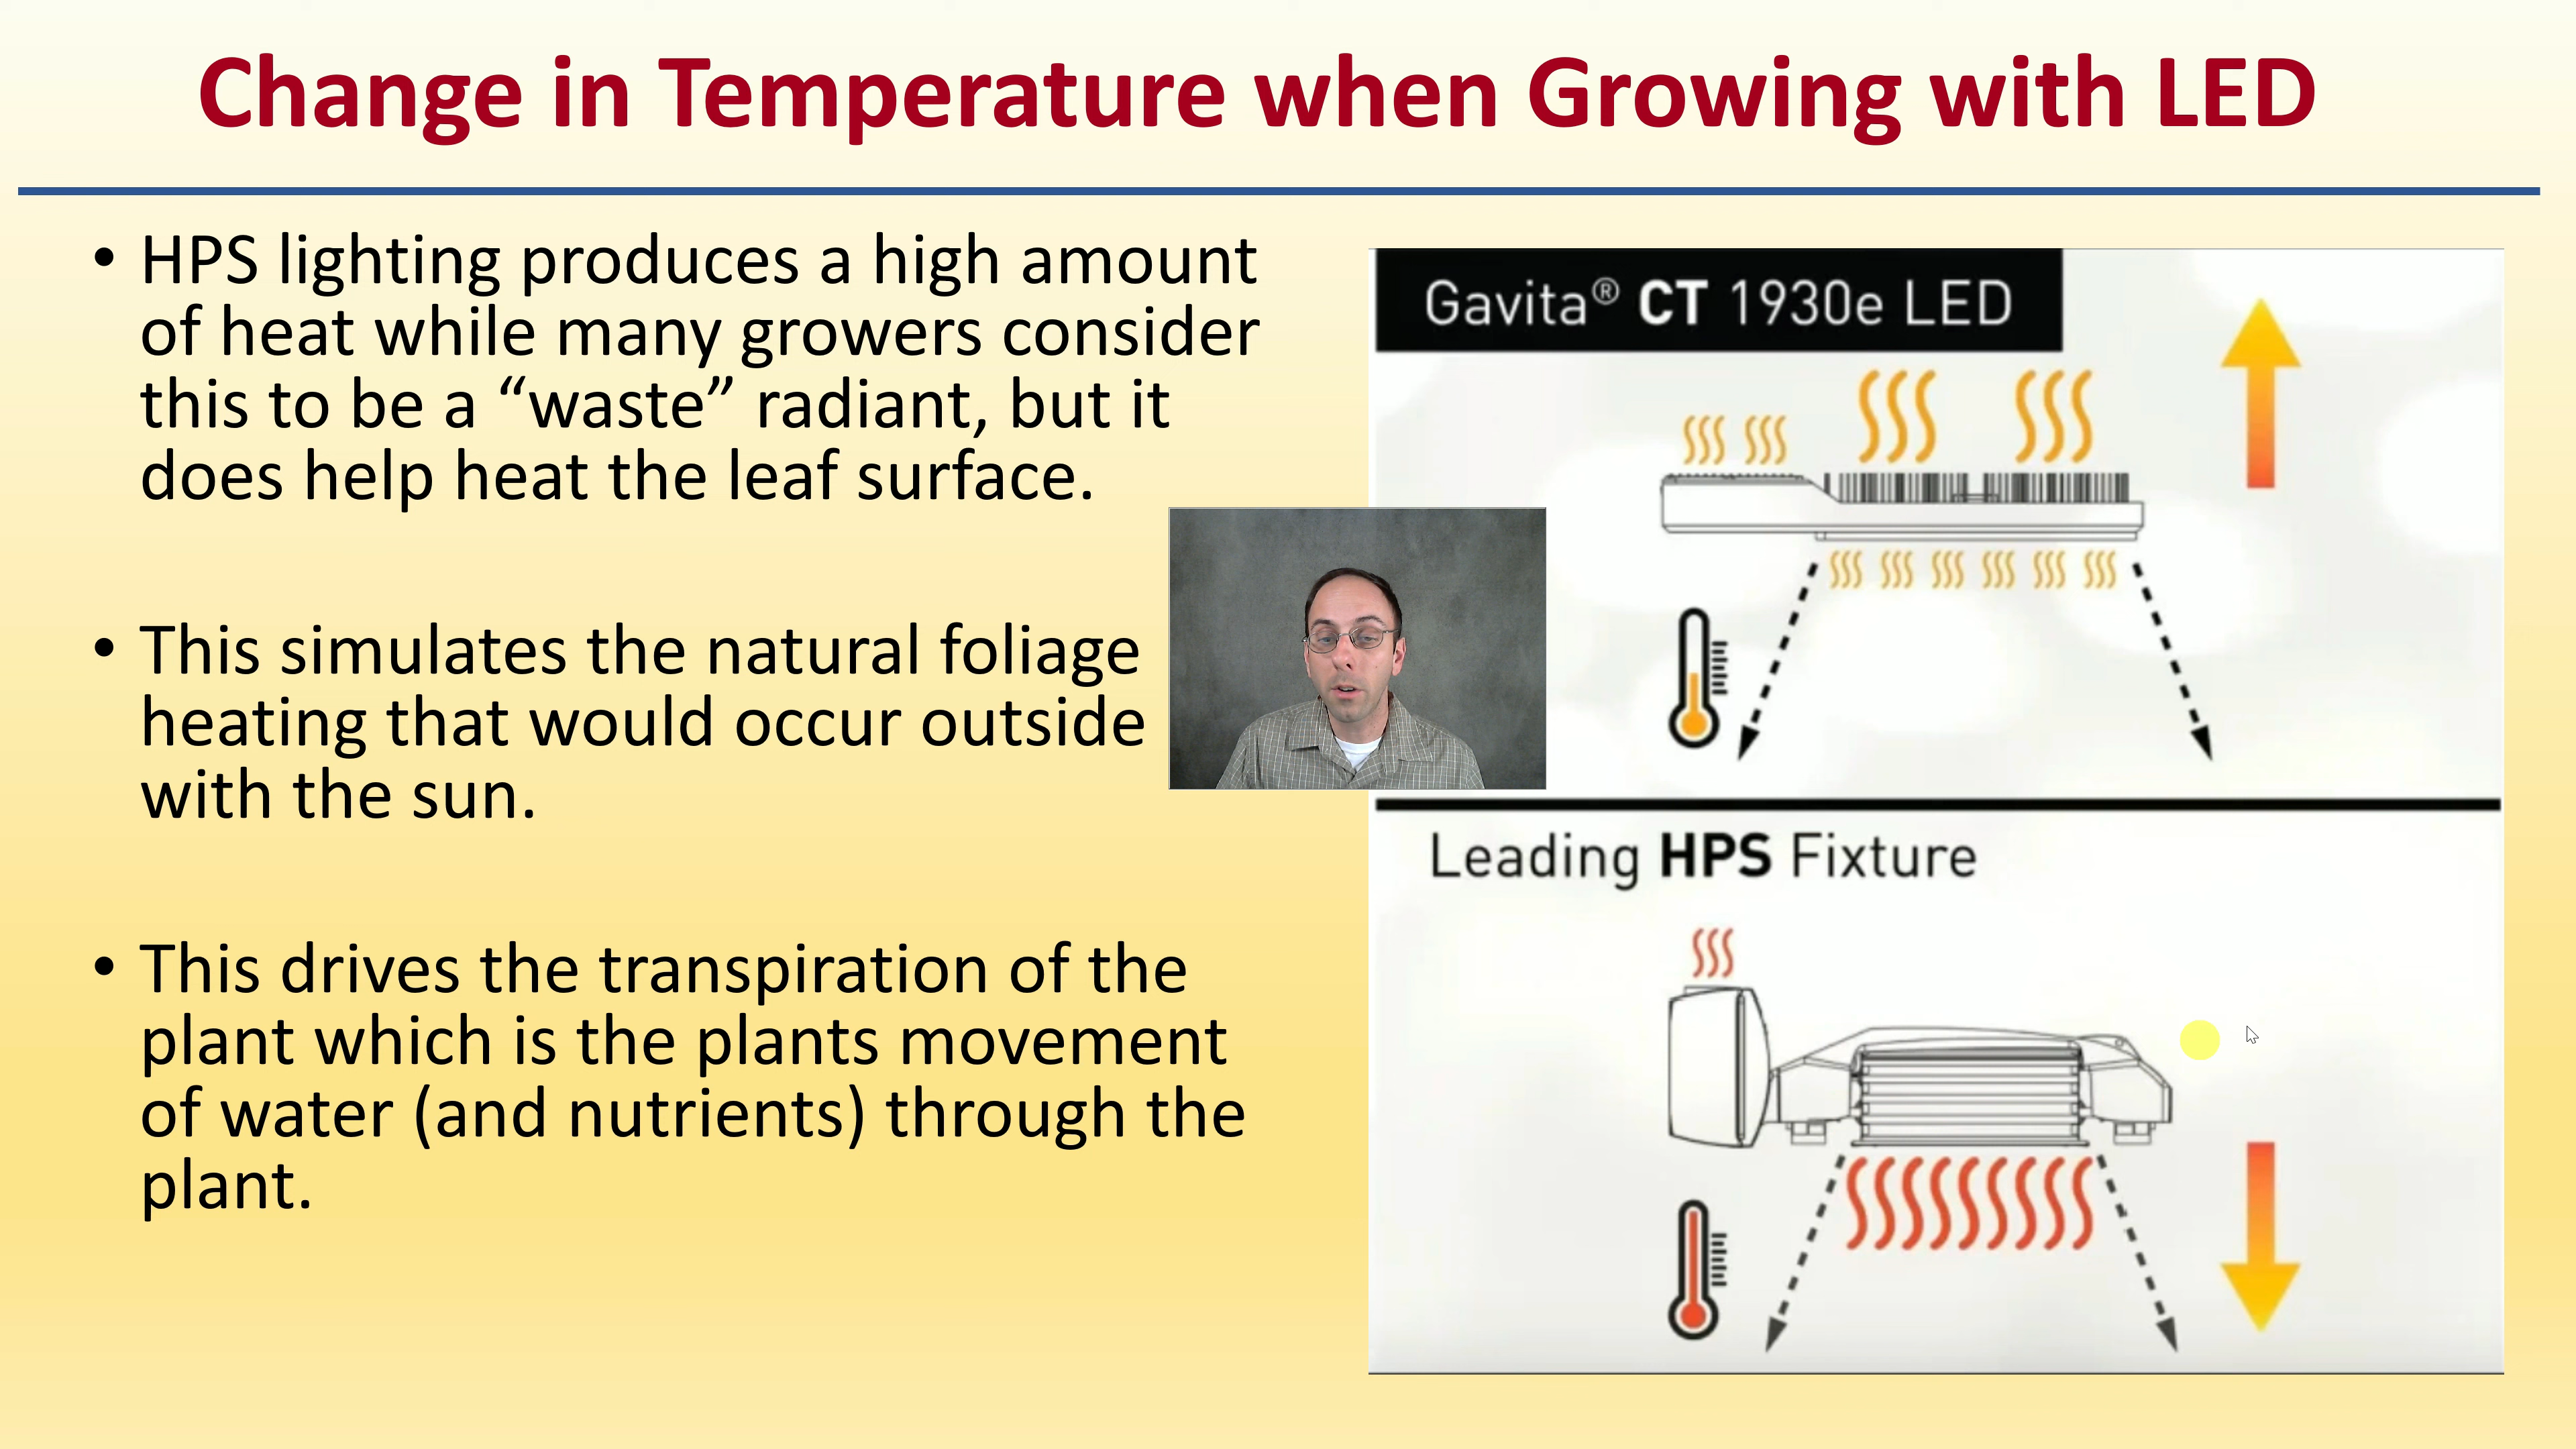 Change in Temperature when Growing with LED
• HPS lighting produces a high amount
of heat while many growers consider
this to be a “waste” radiant, but it
does help heat the leaf surface.
• This simulates the natural foliage
heating that would occur outside
with the sun.
• This drives the transpiration of the
plant which is the plants movement
of water (and nutrients) through the
plant.
Gavita® CT 1930e LED
Leading HPS Fixture